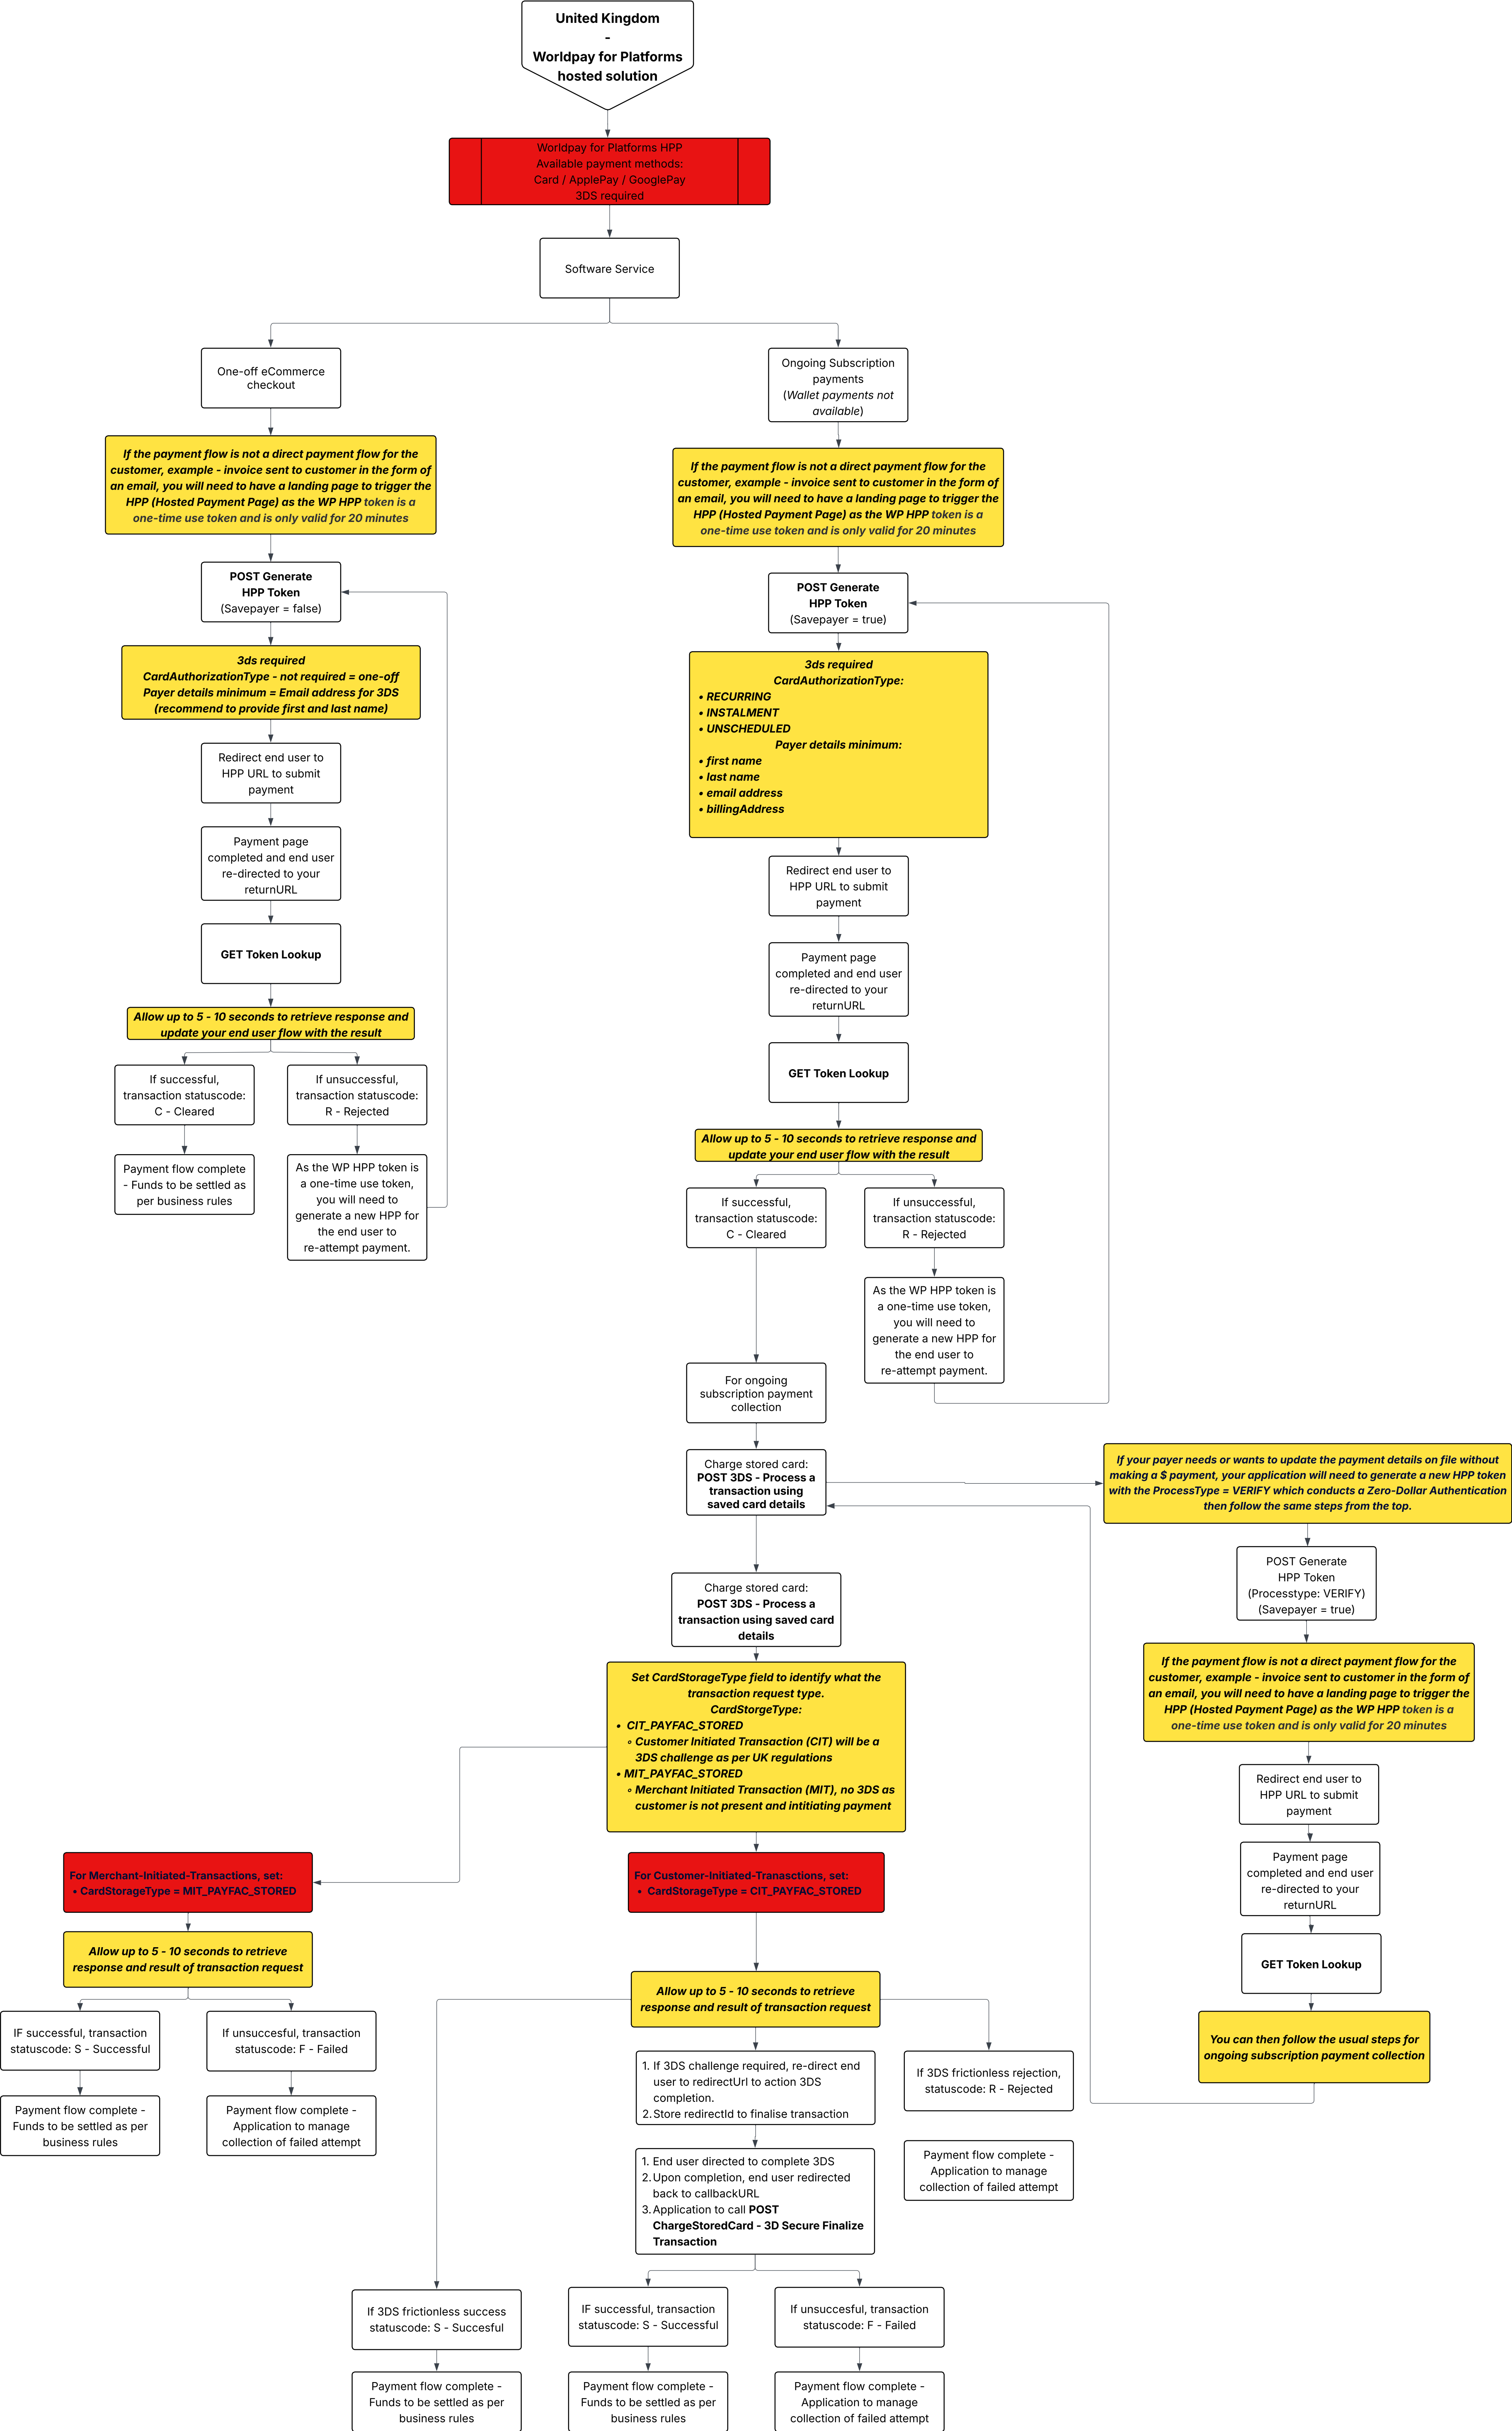 United Kingdom
-
Worldpay for Platforms
hosted solution
Worldpay for Platforms HPP
Available payment methods:
Card / ApplePay / GooglePay
3DS required
Software Service
One-off eCommerce
checkout
If the payment flow is not a direct payment flow for the
customer, example - invoice sent to customer in the form of
an email, you will need to have a landing page to trigger the
HPP (Hosted Payment Page) as the WP HPP token is a
one-time use token and is only valid for 20 minutes
POST Generate
HPP Token
(Savepayer = false)
3ds required
CardAuthorizationType - not required = one-off
Payer details minimum = Email address for 3DS
(recommend to provide first and last name)
Redirect end user to
HPP URL to submit
payment
Payment page
completed and end user
re-directed to your
returnURL
GET Token Lookup
Allow up to 5 - 10 seconds to retrieve response and
update your end user flow with the result
If successful,
transaction statuscode:
C - Cleared
If unsuccessful,
transaction statuscode:
R - Rejected
Payment flow complete
- Funds to be settled as
per business rules
As the WP HPP token is
a one-time use token,
you will need to
generate a new HPP for
the end user to
re-attempt payment.
Ongoing Subscription
payments
(Wallet payments not
available)
If the payment flow is not a direct payment flow for the
customer, example - invoice sent to customer in the form of
an email, you will need to have a landing page to trigger the
HPP (Hosted Payment Page) as the WP HPP token is a
one-time use token and is only valid for 20 minutes
POST Generate
HPP Token
(Savepayer = true)
3ds required
CardAuthorizationType:
• RECURRING
• INSTALMENT
• UNSCHEDULED
Payer details minimum:
• first name
• last name
• email address
• billingAddress
Redirect end user to
HPP URL to submit
payment
Payment page
completed and end user
re-directed to your
returnURL
GET Token Lookup
Allow up to 5 - 10 seconds to retrieve response and
update your end user flow with the result
If successful,
transaction statuscode:
C - Cleared
If unsuccessful,
transaction statuscode:
R - Rejected
As the WP HPP token is
a one-time use token,
you will need to
generate a new HPP for
the end user to
re-attempt payment.
For ongoing
subscription payment
collection
Charge stored card:
POST 3DS - Process a
transaction using
saved card details
If your payer needs or wants to update the payment details on file without
making a $ payment, your application will need to generate a new HPP token
with the ProcessType = VERIFY which conducts a Zero-Dollar Authentication
then follow the same steps from the top.
POST Generate
HPP Token
(Processtype: VERIFY)
(Savepayer = true)
If the payment flow is not a direct payment flow for the
customer, example - invoice sent to customer in the form of
an email, you will need to have a landing page to trigger the
HPP (Hosted Payment Page) as the WP HPP token is a
one-time use token and is only valid for 20 minutes
Redirect end user to
HPP URL to submit
payment
Payment page
completed and end user
re-directed to your
returnURL
GET Token Lookup
You can then follow the usual steps for
ongoing subscription payment collection
Charge stored card:
POST 3DS - Process a
transaction using saved card
details
Set CardStorageType field to identify what the
transaction request type.
CardStorgeType:
• CIT_PAYFAC_STORED
◦ Customer Initiated Transaction (CIT) will be a
3DS challenge as per UK regulations
• MIT_PAYFAC_STORED
◦ Merchant Initiated Transaction (MIT), no 3DS as
customer is not present and intitiating payment
For Merchant-Initiated-Transactions, set:
• CardStorageType = MIT_PAYFAC_STORED
Allow up to 5 - 10 seconds to retrieve
response and result of transaction request
IF successful, transaction
statuscode: S - Successful
If unsuccesful, transaction
statuscode: F - Failed
Payment flow complete -
Funds to be settled as per
business rules
Payment flow complete -
Application to manage
collection of failed attempt
For Customer-Initiated-Tranasctions, set:
• CardStorageType = CIT_PAYFAC_STORED
Allow up to 5 - 10 seconds to retrieve
response and result of transaction request
1. If 3DS challenge required, re-direct end
user to redirectUrl to action 3DS
completion.
2. Store redirectId to finalise transaction
If 3DS frictionless rejection,
statuscode: R - Rejected
Payment flow complete -
Application to manage
collection of failed attempt
1. End user directed to complete 3DS
2. Upon completion, end user redirected
back to callbackURL
3. Application to call POST
ChargeStoredCard - 3D Secure Finalize
Transaction
If 3DS frictionless success
statuscode: S - Succesful
IF successful, transaction
statuscode: S - Successful
If unsuccesful, transaction
statuscode: F - Failed
Payment flow complete -
Funds to be settled as per
business rules
Payment flow complete -
Funds to be settled as per
business rules
Payment flow complete -
Application to manage
collection of failed attempt